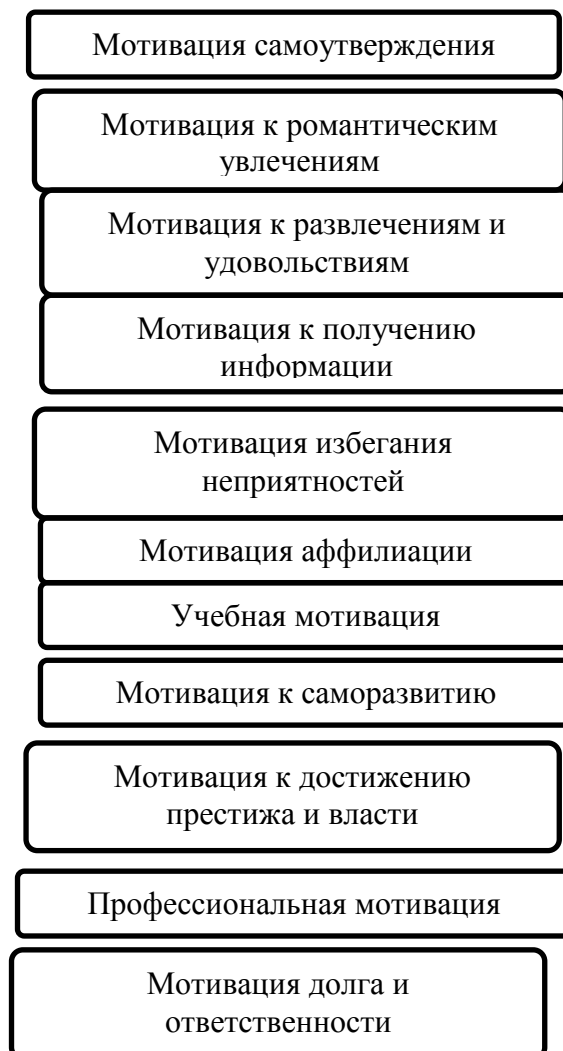 Мотивация самоутверждения
Мотивация к романтическим
увлечениям
Мотивация к развлечениям и
удовольствиям
Мотивация к получению
информации
Мотивация избегания
неприятностей
Мотивация аффилиации
Учебная мотивация
Мотивация к саморазвитию
Мотивация к достижению
престижа и власти
Профессиональная мотивация
Мотивация долга и
ответственности